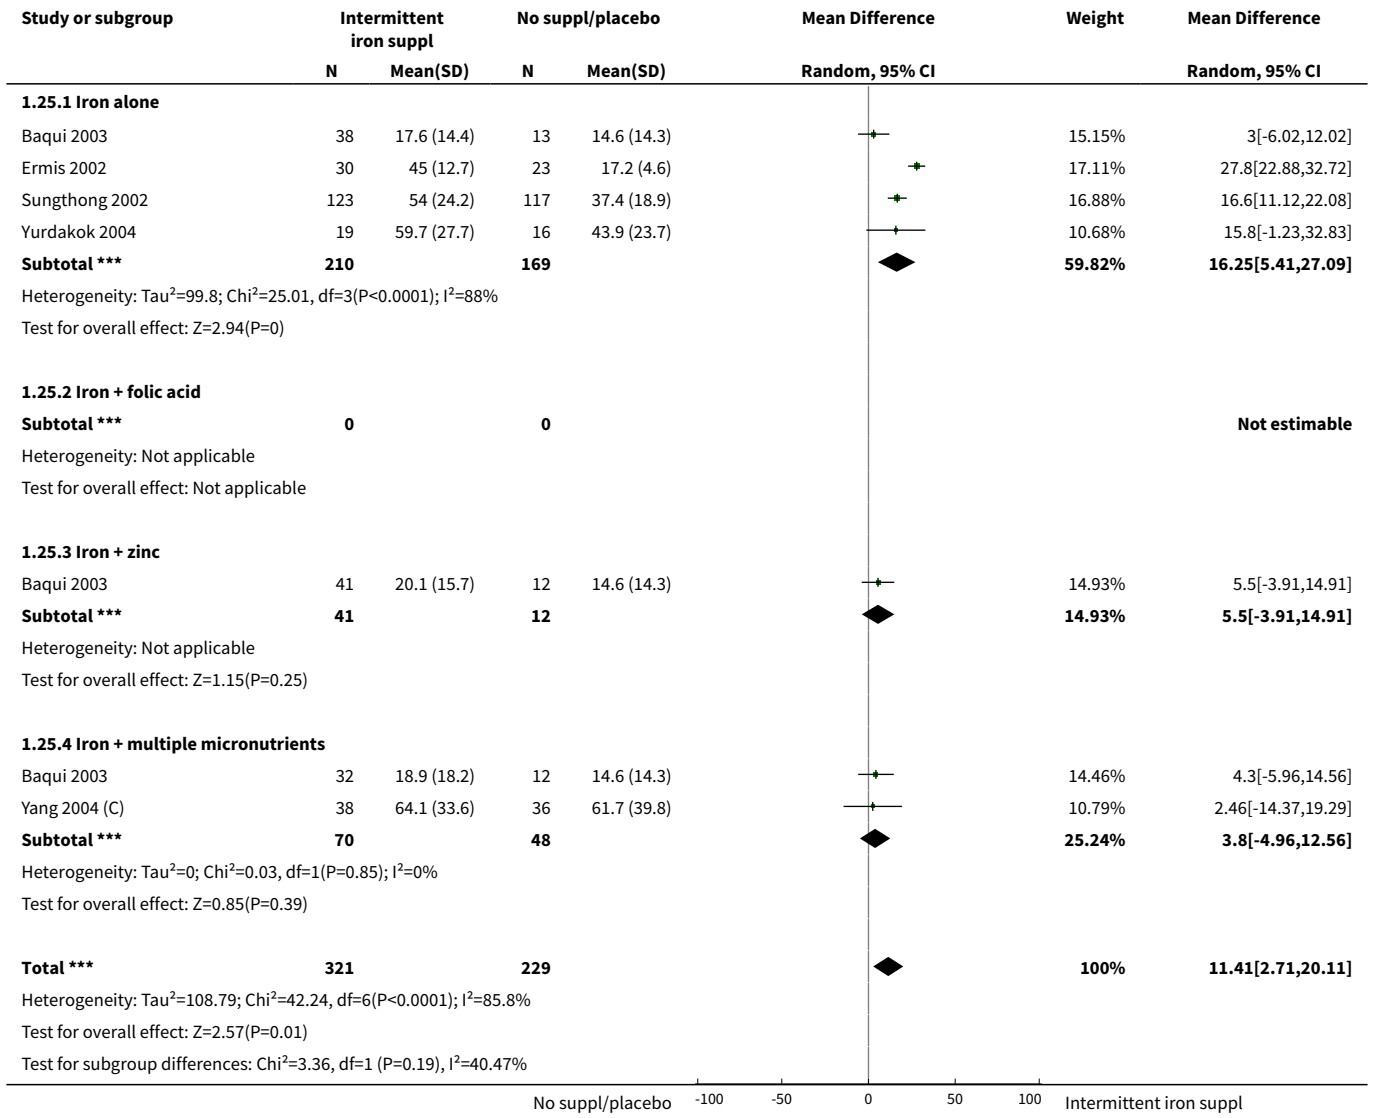 Study or subgroup Intermittent iron suppl No suppl/placebo Mean Difference Weight Mean Difference
N Mean(SD) N Mean(SD) Random, 95% CI Random, 95% CI
1.25.1 Iron alone
Baqui 2003 38 17.6 (14.4) 13 14.6 (14.3) 15.15% 3[-6.02,12.02]
Ermis 2002 30 45 (12.7) 23 17.2 (4.6) 17.11% 27.8[22.88,32.72]
Sungthong 2002 123 54 (24.2) 117 37.4 (18.9) 16.88% 16.6[11.12,22.08]
Yurdakok 2004 19 59.7 (27.7) 16 43.9 (23.7) 10.68% 15.8[-1.23,32.83]
Subtotal *** 210 169 59.82% 16.25[5.41,27.09]
Heterogeneity: Tau²=99.8; Chi²=25.01, df=3(P<0.0001); I²=88%
Test for overall effect: Z=2.94(P=0)
1.25.2 Iron + folic acid
Subtotal *** 0 0 Not estimable
Heterogeneity: Not applicable
Test for overall effect: Not applicable
1.25.3 Iron + zinc
Baqui 2003 41 20.1 (15.7) 12 14.6 (14.3) 14.93% 5.5[-3.91,14.91]
Subtotal *** 41 12 14.93% 5.5[-3.91,14.91]
Heterogeneity: Not applicable
Test for overall effect: Z=1.15(P=0.25)
1.25.4 Iron + multiple micronutrients
Baqui 2003 32 18.9 (18.2) 12 14.6 (14.3) 14.46% 4.3[-5.96,14.56]
Yang 2004 (C) 38 64.1 (33.6) 36 61.7 (39.8) 10.79% 2.46[-14.37,19.29]
Subtotal *** 70 48 25.24% 3.8[-4.96,12.56]
Heterogeneity: Tau²=0; Chi²=0.03, df=1(P=0.85); I²=0%
Test for overall effect: Z=0.85(P=0.39)
Total *** 321 229 100% 11.41[2.71,20.11]
Heterogeneity: Tau²=108.79; Chi²=42.24, df=6(P<0.0001); I²=85.8%
Test for overall effect: Z=2.57(P=0.01)
Test for subgroup differences: Chi²=3.36, df=1 (P=0.19), I²=40.47%
No suppl/placebo -100 -50 0 50 100 Intermittent iron suppl